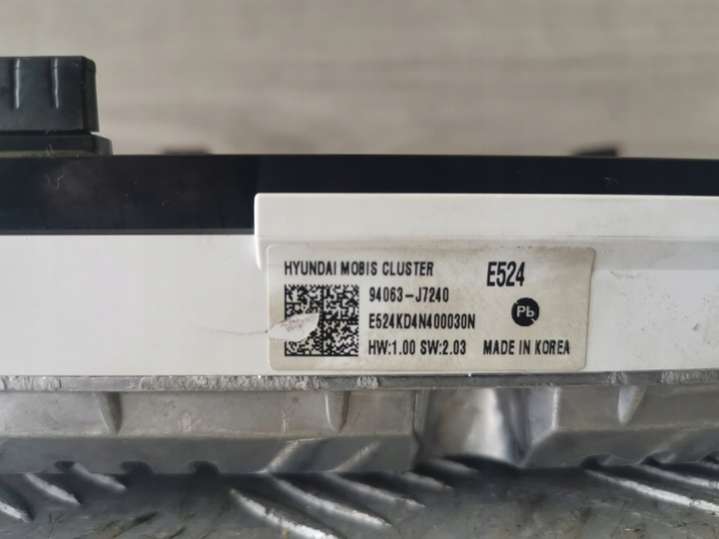 HYUNDAI MOBIS CLUSTER E524
94063-J7240
Pb
E524KD4N400030N
HW:1.00 SW:2.03 MADE IN KOREA